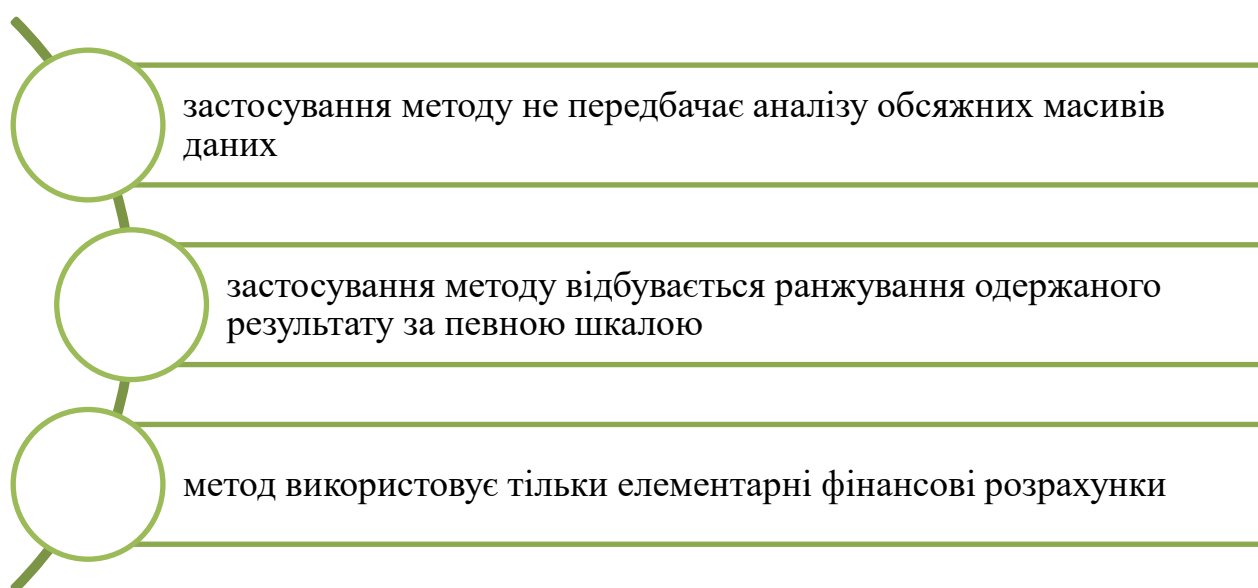 застосування методу не передбачає аналізу обсяжних масивів
даних
застосування методу відбувається ранжування одержаного
результату за певною шкалою
метод використовує тільки елементарні фінансові розрахунки